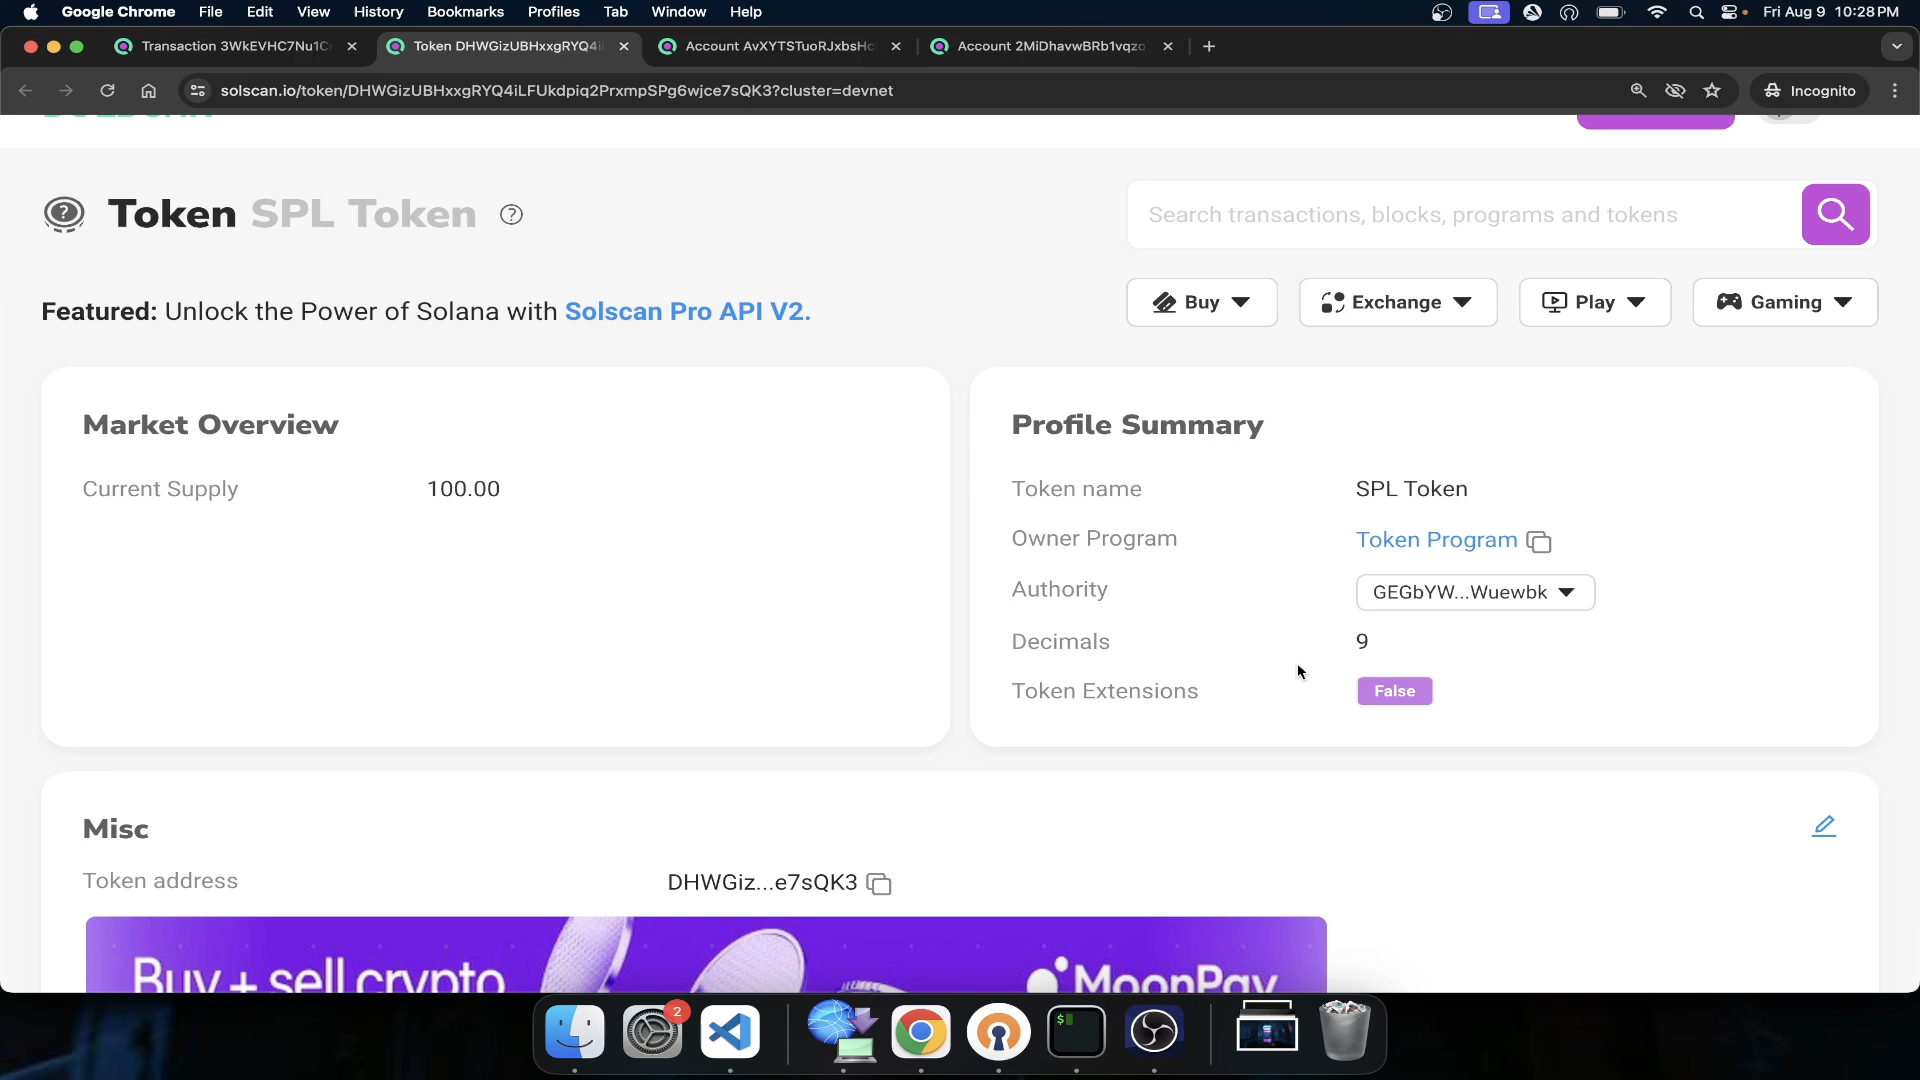 Google Chrome File Edit View History Bookmarks Profiles Tab Window Help Fri Aug 9 10:28 PM
Transaction 3WkEVHC7Nu1C Token DHWGizUBHxxgRYQ4il Account AvXYTSTuoRJxbsHc Account 2MiDhavwBRb1vqzo
solscan.io/token/DHWGizUBHxxgRYQ4iLFUkdpiq2PrxmpSPg6wjce7sQK3?cluster=devnet Incognito
Token SPL Token ?
Search transactions, blocks, programs and tokens
Featured: Unlock the Power of Solana with Solscan Pro API V2.
Buy Exchange Play Gaming
Market Overview
Current Supply 100.00
Profile Summary
Token name SPL Token
Owner Program Token Program
Authority GEGbYW...Wuewbk
Decimals 9
Token Extensions False
Misc
Token address DHWGiz...e7sQK3
Buy + sell crypto MoonPay
2
$